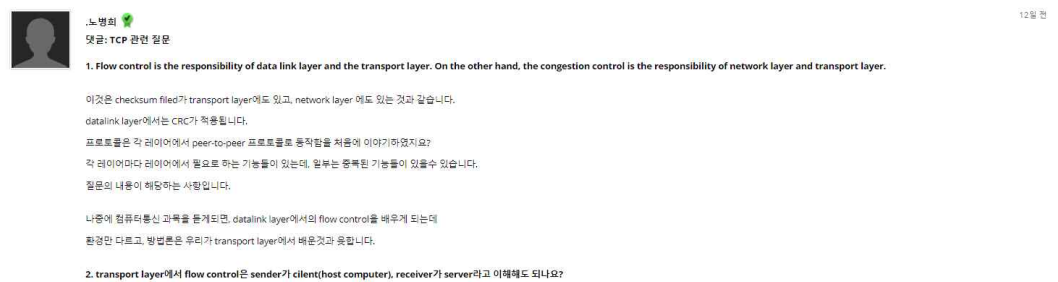 .노병희
12일 전
댓글: TCP 관련 질문
1. Flow control is the responsibility of data link layer and the transport layer. On the other hand, the congestion control is the responsibility of network layer and transport layer.
이것은 checksum filed가 transport layer에도 있고, network layer 에도 있는 것과 같습니다.
datalink layer에서는 CRC가 적용됩니다.
프로토콜은 각 레이어에서 peer-to-peer 프로토콜로 동작함을 처음에 이야기하였지요?
각 레이어마다 레이어에서 필요로 하는 기능들이 있는데, 일부는 중복된 기능들이 있을수 있습니다.
질문의 내용이 해당하는 사항입니다.
나중에 컴퓨터통신 과목을 듣게되면, datalink layer에서의 flow control을 배우게 되는데
환경만 다르고, 방법론은 우리가 transport layer에서 배운것과 욧합니다.
2. transport layer에서 flow control은 sender가 cilent(host computer), receiver가 server라고 이해해도 되나요?